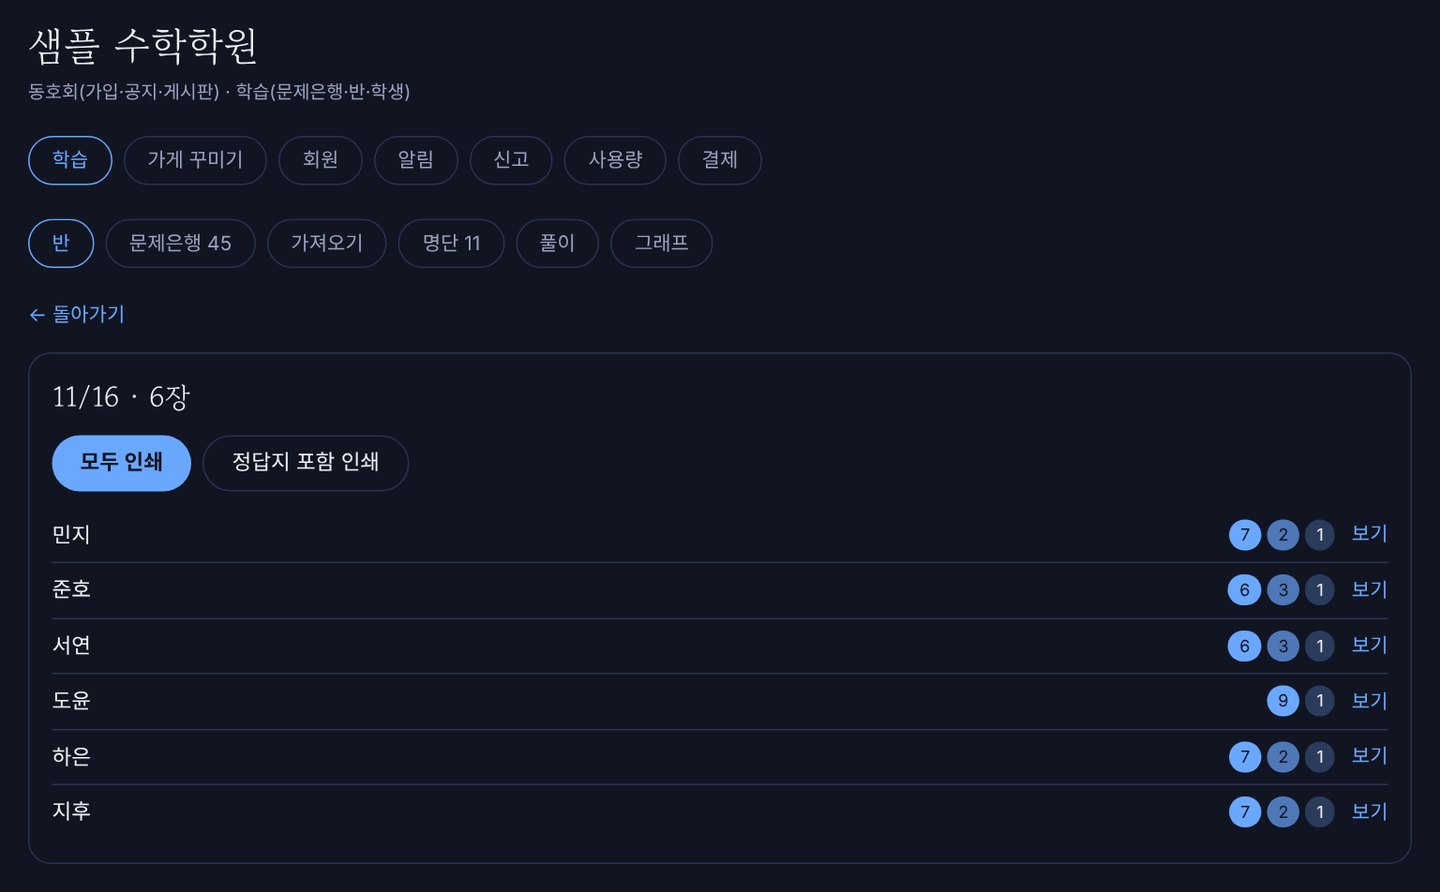 샘플 수학학원
동호회(가입·공지·게시판) · 학습(문제은행·반·학생)
학습 가게 꾸미기 회원 알림 신고 사용량 결제
반 문제은행 45 가져오기 명단 11 풀이 그래프
← 돌아가기
11/16 · 6장
모두 인쇄 정답지 포함 인쇄
민지 7 2 1 보기
준호 6 3 1 보기
서연 6 3 1 보기
도윤 9 1 보기
하은 7 2 1 보기
지후 7 2 1 보기